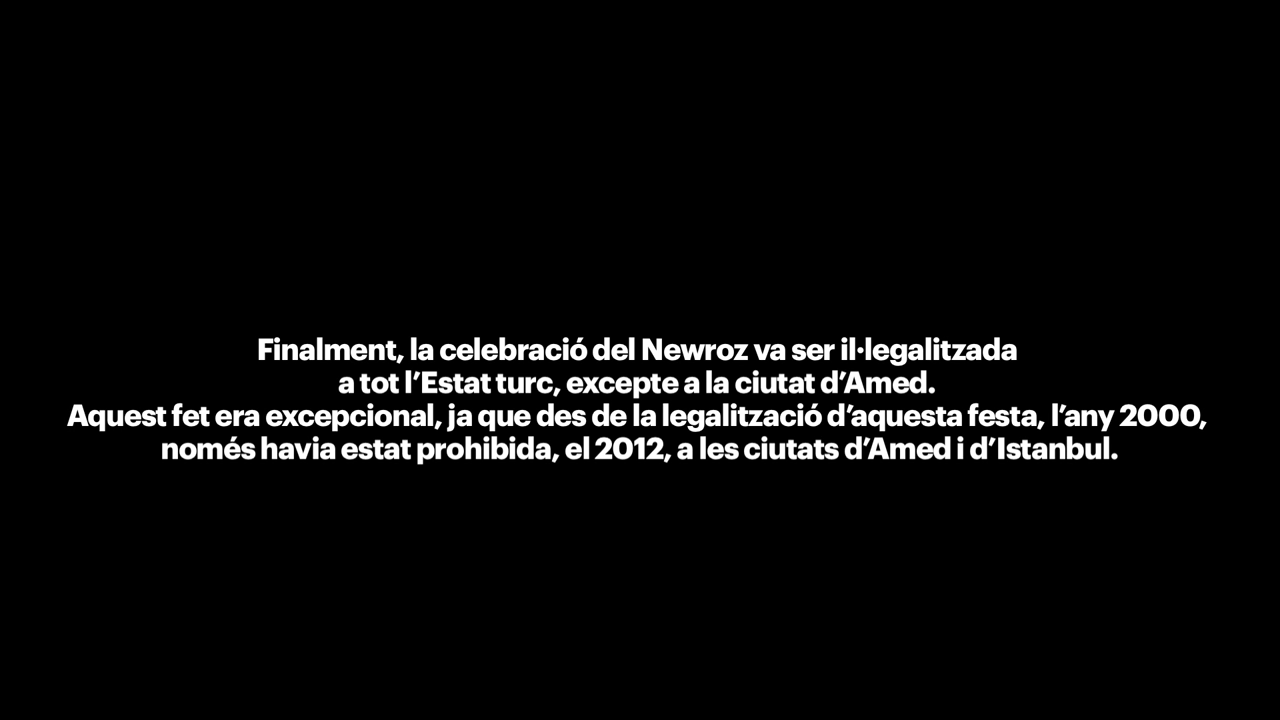 Finalment, la celebració del Newroz va ser il·legalitzada
a tot l’Estat turc, excepte a la ciutat d’Amed.
Aquest fet era excepcional, ja que des de la legalització d’aquesta festa, l’any 2000,
només havia estat prohibida, el 2012, a les ciutats d’Amed i d’Istanbul.